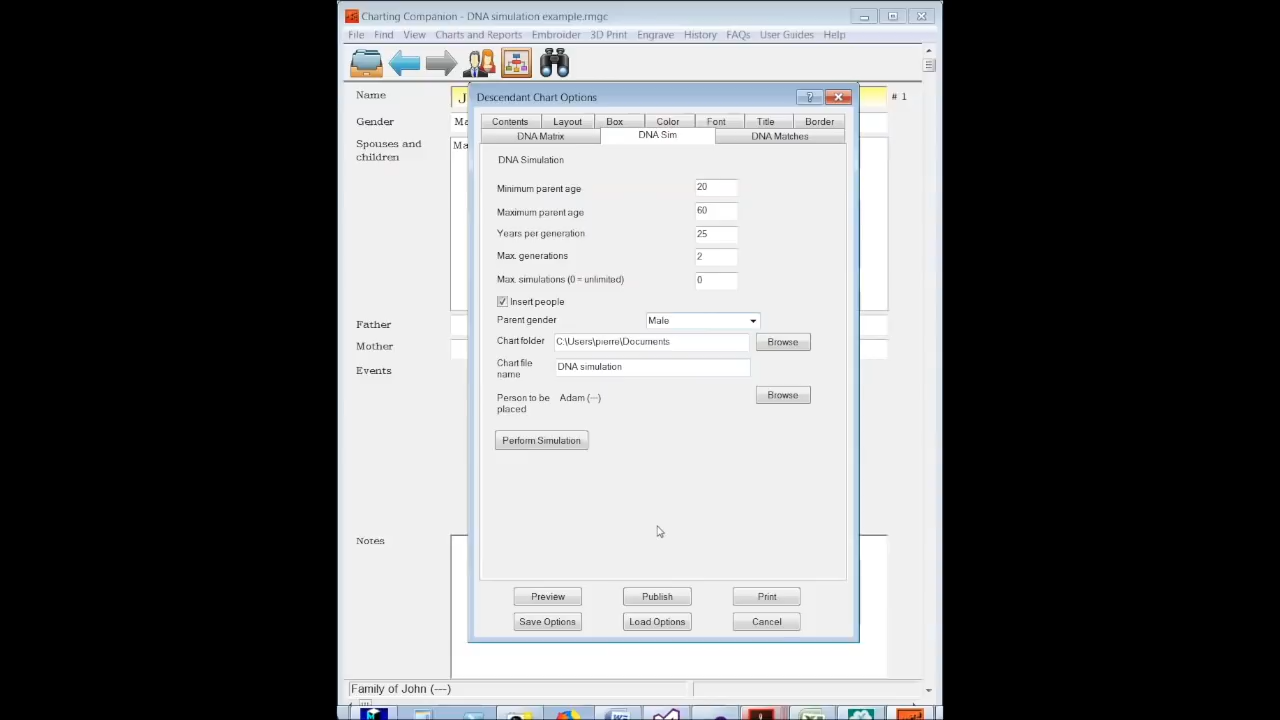 Charting Companion - DNA simulation example.rmgc
File Find View Charts and Reports Embroider 3D Print Engrave History FAQs User Guides Help
Name J # 1
Descendant Chart Options
Gender Ma
Contents Layout Box Color Font Title Border
DNA Matrix DNA Sim DNA Matches
Spouses and Ma
children
DNA Simulation
Minimum parent age 20
Maximum parent age 60
Years per generation 25
Max. generations 2
Max. simulations (0 = unlimited) 0
Insert people
Parent gender Male
Father
Chart folder C:\Users\pierre\Documents Browse
Mother
Chart file DNA simulation
name
Events
Person to be Adam (---) Browse
placed
Perform Simulation
Notes
Preview Publish Print
Save Options Load Options Cancel
Family of John (---)